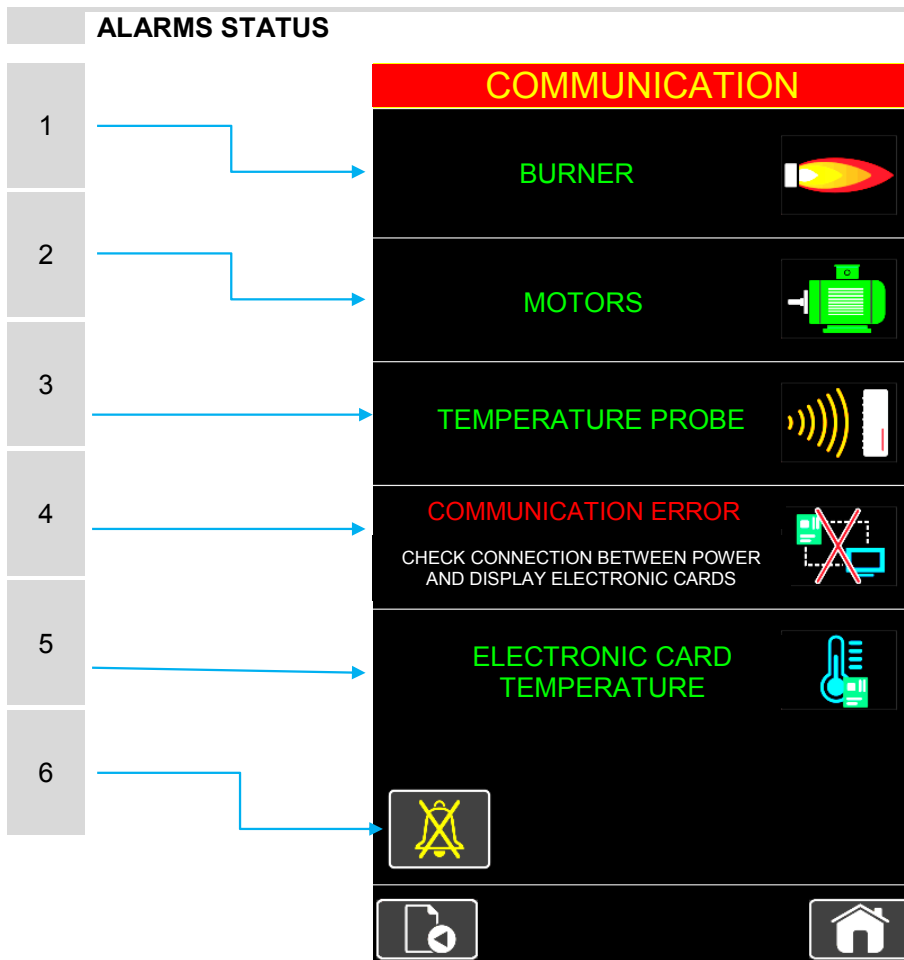 ALARMS STATUS
COMMUNICATION
1
BURNER
2
MOTORS
3
TEMPERATURE PROBE
4
COMMUNICATION ERROR
CHECK CONNECTION BETWEEN POWER
AND DISPLAY ELECTRONIC CARDS
5
ELECTRONIC CARD
TEMPERATURE
6